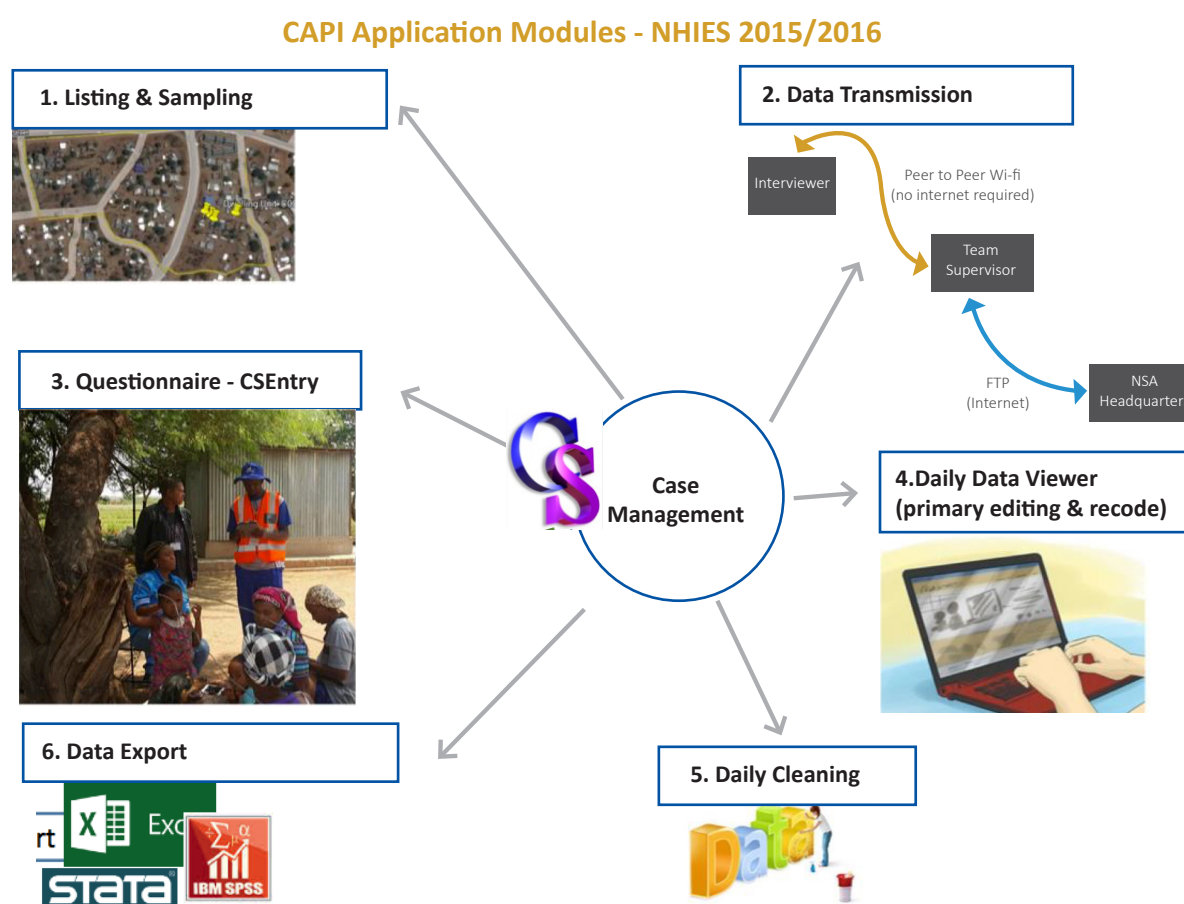 CAPI Application Modules - NHIES 2015/2016
1. Listing & Sampling
2. Data Transmission
Interviewer
Peer to Peer Wi-fi
(no internet required)
Team
Supervisor
FTP
(Internet)
NSA
Headquarter
3. Questionnaire - CSEntry
CS
Case
Management
4.Daily Data Viewer
(primary editing & recode)
6. Data Export
rt
X
Exc
Σ α
IBM SPSS
STATA
5. Daily Cleaning
Data